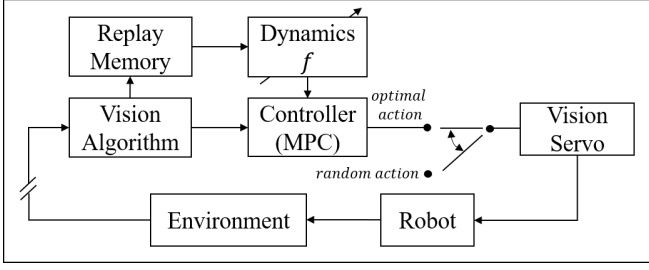 Replay
Memory
Dynamics
f
Vision
Algorithm
Controller
(MPC)
optimal
action
random action
Vision
Servo
Environment
Robot